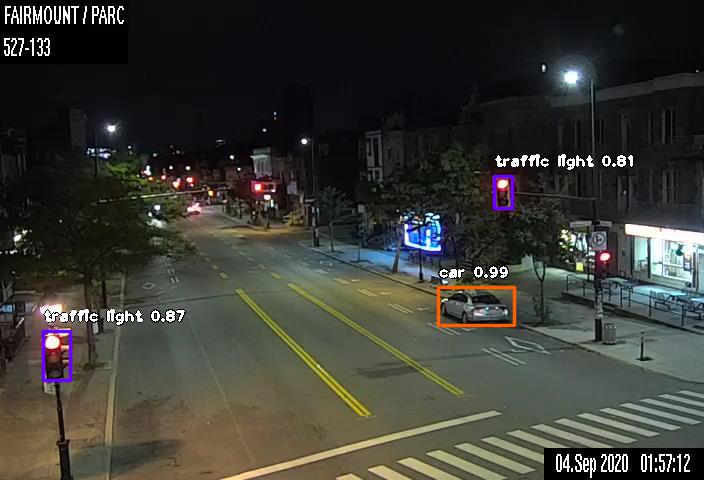 FAIRMOUNT / PARC
527-133
traffic light 0.81
car 0.99
traffic light 0.87
04.Sep 2020 01:57:12